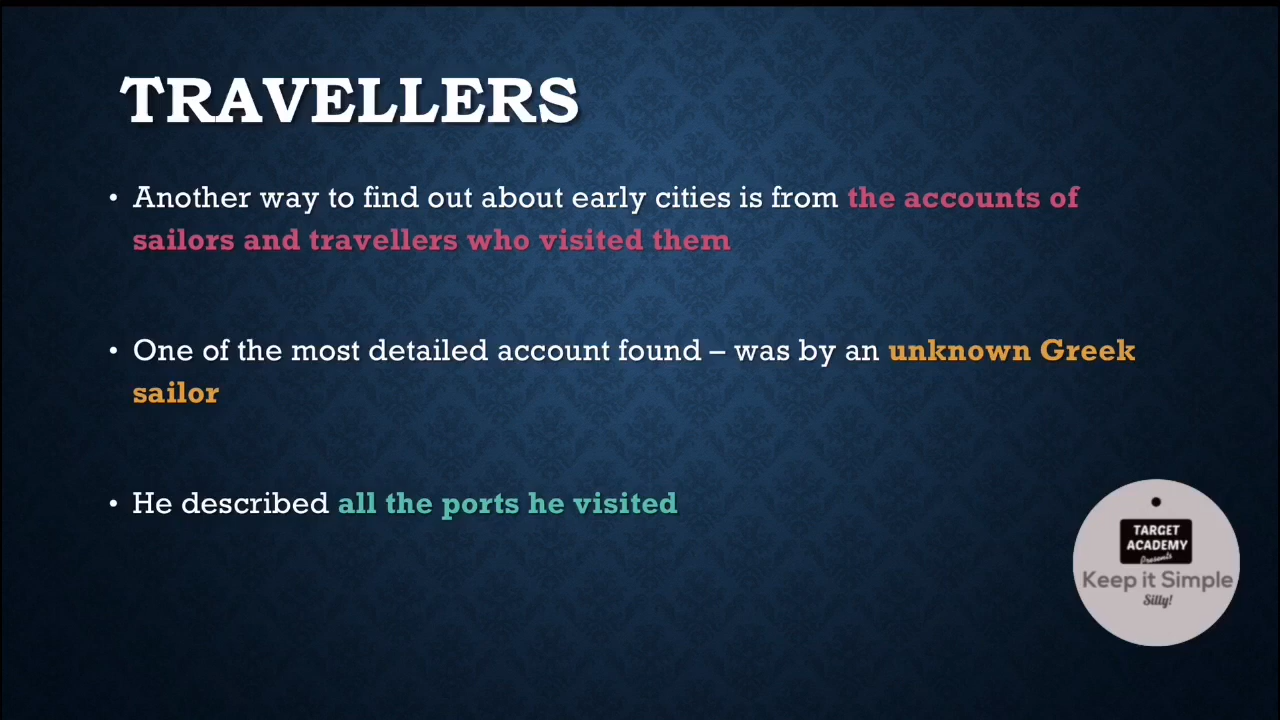 TRAVELLERS
• Another way to find out about early cities is from the accounts of
sailors and travellers who visited them
• One of the most detailed account found – was by an unknown Greek
sailor
• He described all the ports he visited
TARGET
ACADEMY
Presents
Keep it Simple
Silly!